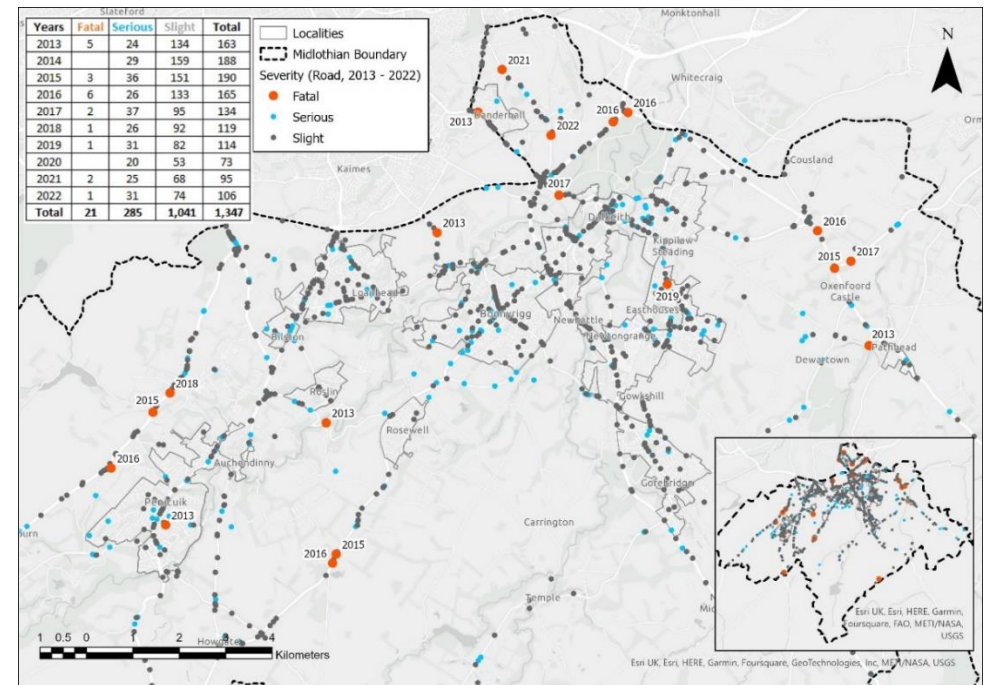 Slateford
Monktonhall
Years Fatal Serious Slight Total
2013 5 24 134 163
2014 29 159 188
2015 3 36 151 190
2016 6 26 133 165
2017 2 37 95 134
2018 1 26 92 119
2019 1 31 82 114
2020 20 53 73
2021 2 25 68 95
2022 1 31 74 106
Total 21 285 1,041 1,347
Localities
Midlothian Boundary
Severity (Road, 2013 - 2022)
Fatal
Serious
Slight
N
2021
Whitecraig
2013
Danderhall
2016
2016
2022
Cousland
Kaimes
2017
Dalkeith
2013
2016
Kippilaw
Steading
2015
2017
Oxenfoord
Castle
Loanhead
2019
Easthouses
Bonnyrigg
Newbattle
Newtongrange
Bilston
2013
Pathhead
Dewartown
2018
2015
Roslin
2013
Gowkshill
Rosewell
2016
Auchendinny
Gorebridge
Penicuik
2013
Carrington
2016 2015
Temple
Howgate
1 0.5 0 1 2 3 4
Kilometers
Esri UK, Esri, HERE, Garmin,
Foursquare, FAO, METI/NASA,
USGS
Esri UK, Esri, HERE, Garmin, Foursquare, GeoTechnologies, Inc, METI/NASA, USGS